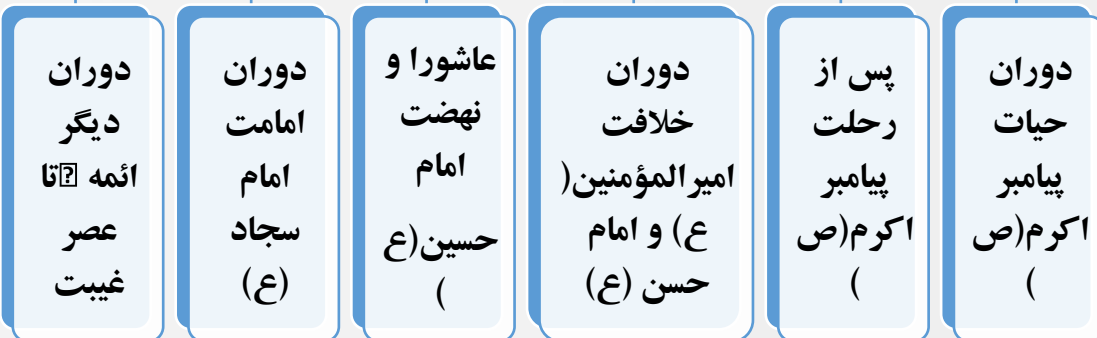 دوران
حیات
پیامبر
اکرم(ص
)
پس از
رحلت
پیامبر
اکرم(ص
)
دوران
خلافت
امیرالمؤمنین(
ع) و امام
حسن (ع)
عاشورا و
نهضت
امام
حسین(ع
)
دوران
امامت
امام
سجاد
(ع)
دوران
دیگر
ائمه تا
عصر
غیبت